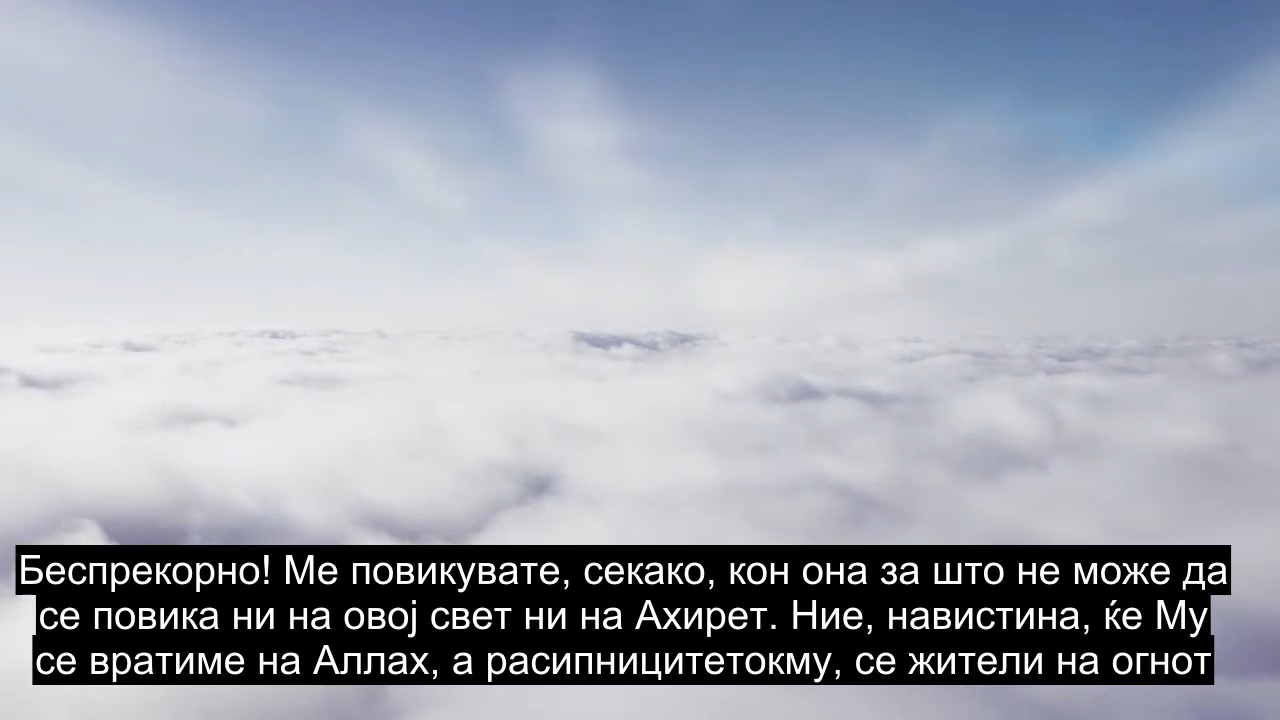 Беспрекорно! Ме повикувате, секако, кон она за што не може да
се повика ни на овој свет ни на Ахирет. Ние, навистина, ќе Му
се вратиме на Аллах, а расипницитетокму, се жители на огнот